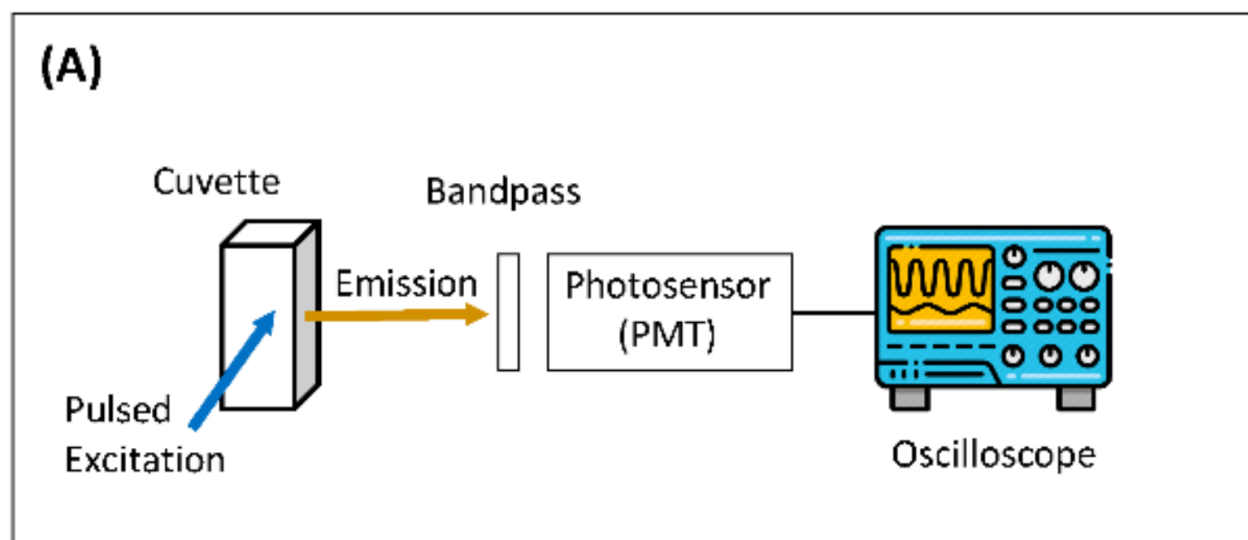 (A)
Cuvette
Bandpass
Emission
Photosensor
(PMT)
Pulsed
Excitation
Oscilloscope